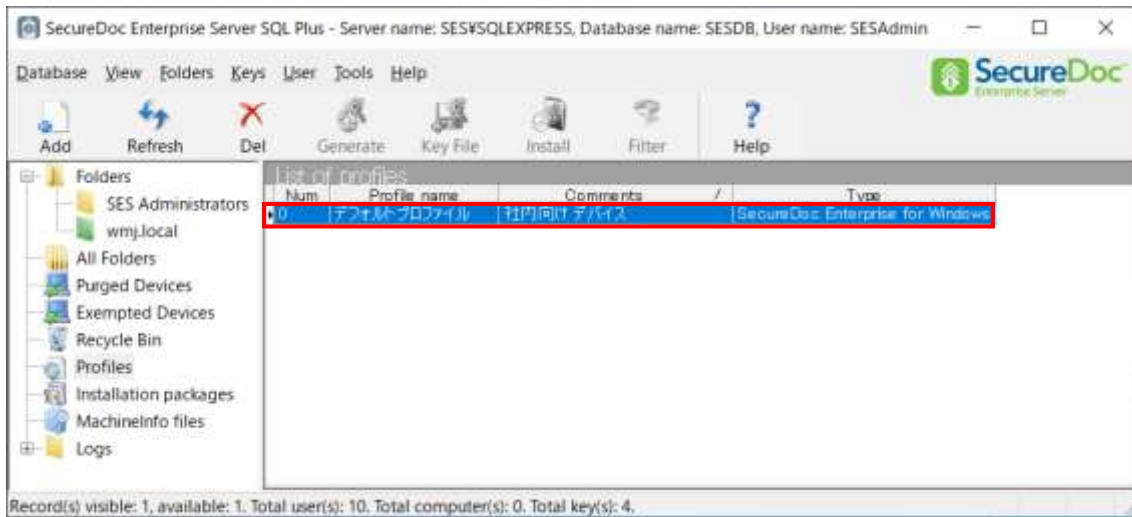 SecureDoc Enterprise Server SQL Plus - Server name: SES¥SQLEXPRESS, Database name: SESDB, User name: SESAdmin
Database View Folders Keys User Tools Help
SecureDoc
Enterprise Server
Add Refresh Del Generate Key File Install Filter Help
Folders
SES Administrators
wmj.local
All Folders
Purged Devices
Exempted Devices
Recycle Bin
Profiles
Installation packages
MachineInfo files
Logs
List of profiles
Num Profile name Comments / Type
0 デフォルトプロファイル 社内向けデバイス SecureDoc Enterprise for Windows
Record(s) visible: 1, available: 1. Total user(s): 10. Total computer(s): 0. Total key(s): 4.